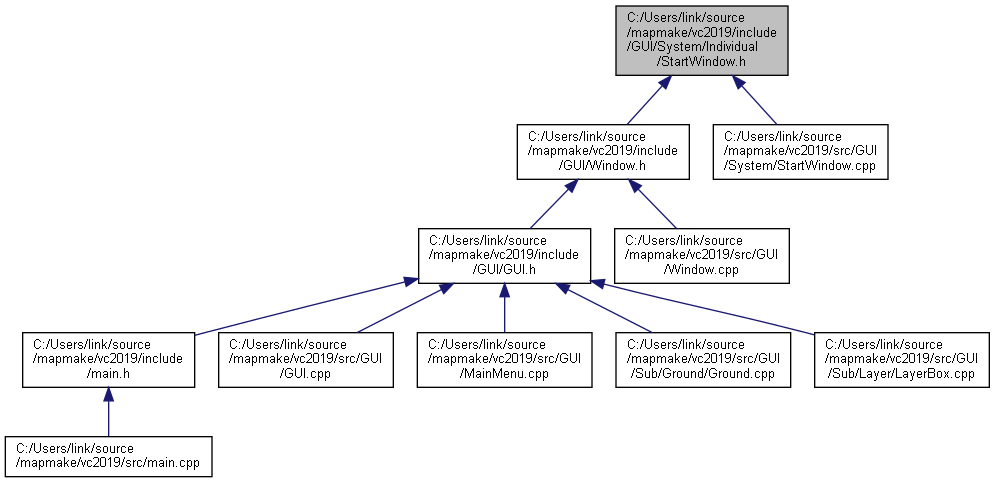 C:/Users/link/source
/mapmake/vc2019/include
/GUI/System/Individual
/StartWindow.h
C:/Users/link/source
/mapmake/vc2019/include
/GUI/Window.h
C:/Users/link/source
/mapmake/vc2019/src/GUI
/System/StartWindow.cpp
C:/Users/link/source
/mapmake/vc2019/include
/GUI/GUI.h
C:/Users/link/source
/mapmake/vc2019/src/GUI
/Window.cpp
C:/Users/link/source
/mapmake/vc2019/include
/main.h
C:/Users/link/source
/mapmake/vc2019/src/GUI
/GUI.cpp
C:/Users/link/source
/mapmake/vc2019/src/GUI
/MainMenu.cpp
C:/Users/link/source
/mapmake/vc2019/src/GUI
/Sub/Ground/Ground.cpp
C:/Users/link/source
/mapmake/vc2019/src/GUI
/Sub/Layer/LayerBox.cpp
C:/Users/link/source
/mapmake/vc2019/src/main.cpp